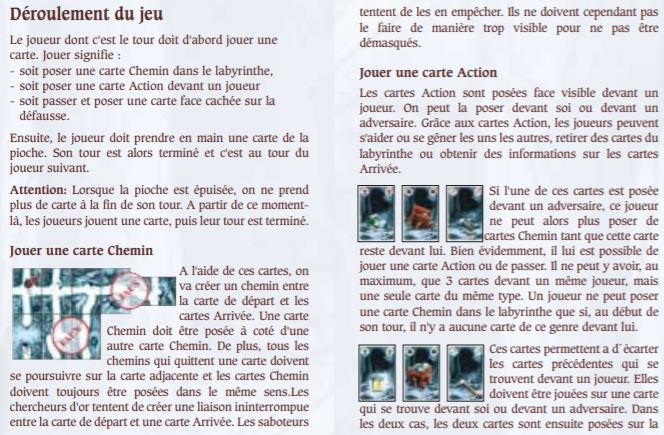 Déroulement du jeu
Le joueur dont c'est le tour doit d'abord jouer une
carte. Jouer signifie :
- soit poser une carte Chemin dans le labyrinthe,
- soit poser une carte Action devant un joueur
- soit passer et poser une carte face cachée sur la
défausse.
Ensuite, le joueur doit prendre en main une carte de la
pioche. Son tour est alors terminé et c'est au tour du
joueur suivant.
Attention: Lorsque la pioche est épuisée, on ne prend
plus de carte à la fin de son tour. A partir de ce moment-
là, les joueurs jouent une carte, puis leur tour est terminé.
Jouer une carte Chemin
A l'aide de ces cartes, on
va créer un chemin entre
la carte de départ et les
cartes Arrivée. Une carte
Chemin doit être posée à coté d'une
autre carte Chemin. De plus, tous les
chemins qui quittent une carte doivent
se poursuivre sur la carte adjacente et les cartes Chemin
doivent toujours être posées dans le même sens.Les
chercheurs d'or tentent de créer une liaison ininterrompue
entre la carte de départ et une carte Arrivée. Les saboteurs
tentent de les en empêcher. Ils ne doivent cependant pas
le faire de manière trop visible pour ne pas être
démasqués.
Jouer une carte Action
Les cartes Action sont posées face visible devant un
joueur. On peut la poser devant soi ou devant un
adversaire. Grâce aux cartes Action, les joueurs peuvent
s'aider ou se gêner les uns les autres, retirer des cartes du
labyrinthe ou obtenir des informations sur les cartes
Arrivée.
Si l'une de ces cartes est posée
devant un adversaire, ce joueur
ne peut alors plus poser de
cartes Chemin tant que cette carte
reste devant lui. Bien évidemment, il lui est possible de
jouer une carte Action ou de passer. Il ne peut y avoir, au
maximum, que 3 cartes devant un même joueur, mais
une seule carte du même type. Un joueur ne peut poser
une carte Chemin dans le labyrinthe que si, au début de
son tour, il n'y a aucune carte de ce genre devant lui.
Ces cartes permettent a d´ècarter
les cartes précédentes qui se
trouvent devant un joueur. Elles
doivent être jouées sur une carte
qui se trouve devant soi ou devant un adversaire. Dans
les deux cas, les deux cartes sont ensuite posées sur la